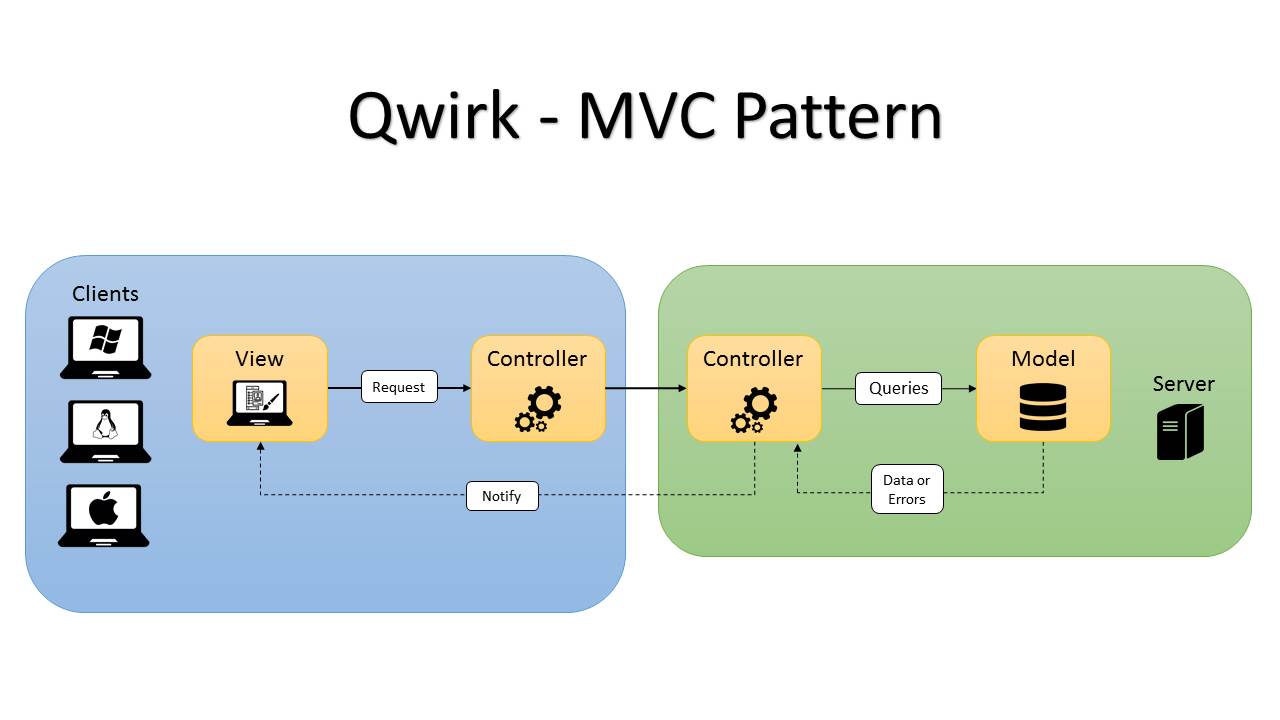 Qwirk - MVC Pattern
Clients
View
Request
Controller
Controller
Queries
Model
Server
Notify
Data or
Errors